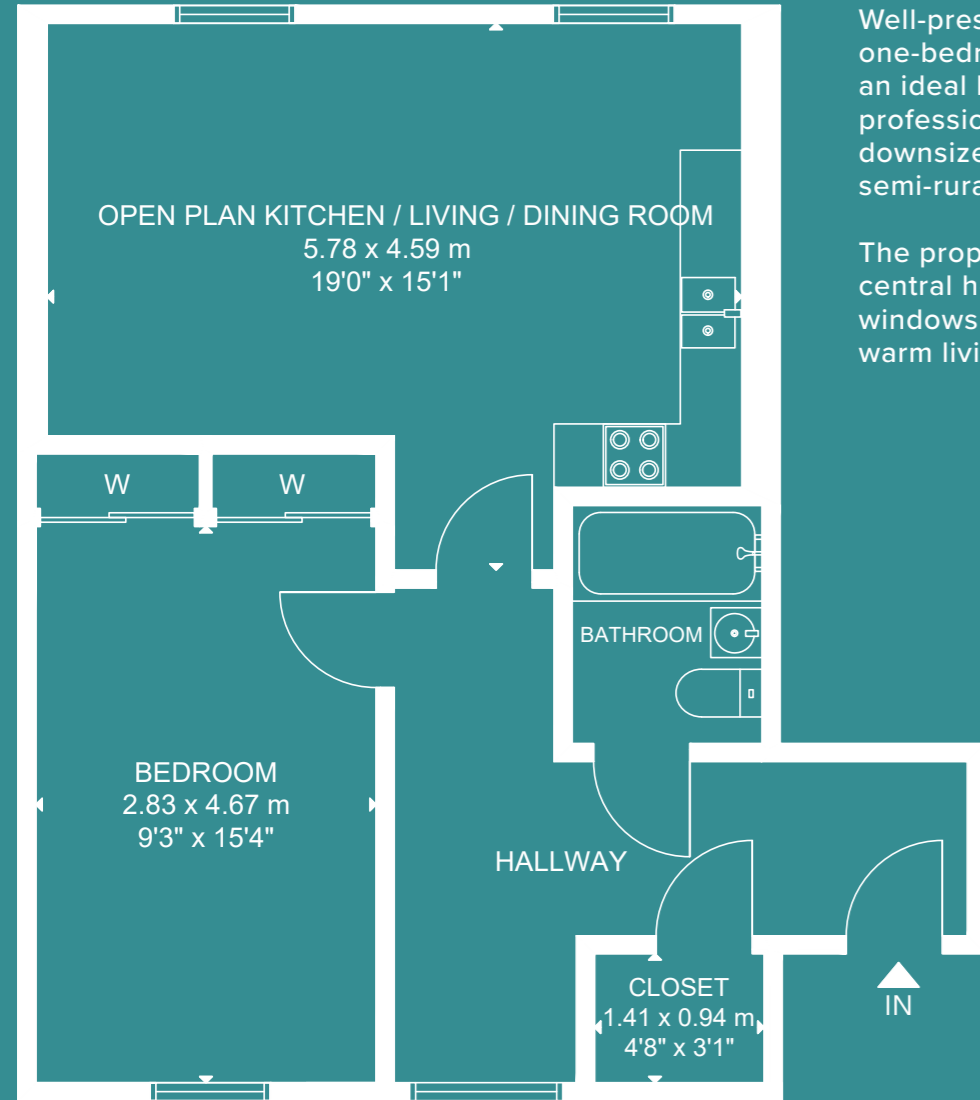 OPEN PLAN KITCHEN / LIVING / DINING ROOM
5.78 x 4.59 m
19'0" x 15'1"
W
W
BATHROOM
BEDROOM
2.83 x 4.67 m
9'3" x 15'4"
HALLWAY
CLOSET
1.41 x 0.94 m
4'8" x 3'1"
IN
Well-pres
one-bedr
an ideal
professio
downsize
semi-rura
The prop
central h
windows
warm livi